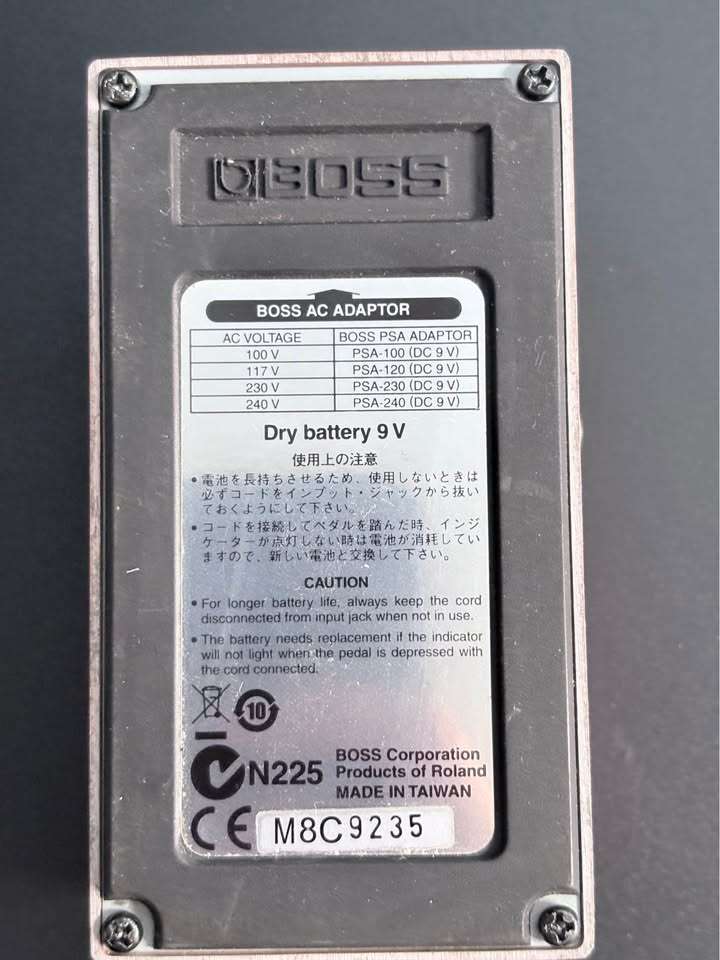 BOSS
BOSS AC ADAPTOR
AC VOLTAGE BOSS PSA ADAPTOR
100 V PSA-100 (DC 9 V)
117 V PSA-120 (DC 9 V)
230 V PSA-230 (DC 9 V)
240 V PSA-240 (DC 9 V)
Dry battery 9 V
使用上の注意
• 電池を長持ちさせるため、使用しないときは
必ずコードをインプット・ジャックから抜い
ておくようにして下さい。
• コードを接続してペダルを踏んだ時、インジ
ケーターが点灯しない時は電池が消耗してい
ますので、新しい電池と交換して下さい。
CAUTION
• For longer battery life, always keep the cord
disconnected from input jack when not in use.
• The battery needs replacement if the indicator
will not light when the pedal is depressed with
the cord connected.
10
N225
BOSS Corporation
Products of Roland
MADE IN TAIWAN
CE M8C9235